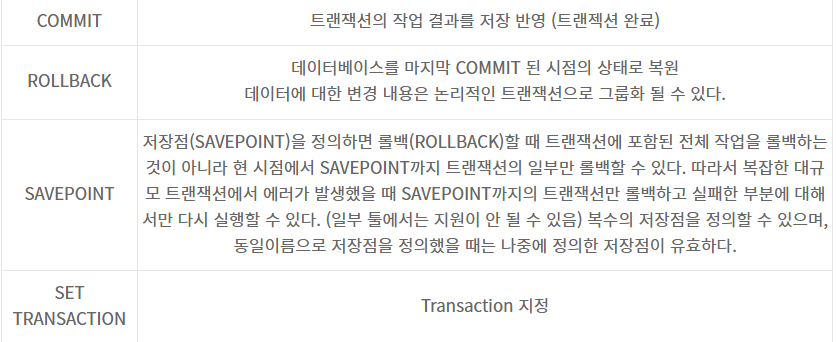 COMMIT
트랜잭션의 작업 결과를 저장 반영 (트랜젝션 완료)
ROLLBACK
데이터베이스를 마지막 COMMIT 된 시점의 상태로 복원
데이터에 대한 변경 내용은 논리적인 트랜잭션으로 그룹화 될 수 있다.
SAVEPOINT
저장점(SAVEPOINT)을 정의하면 롤백(ROLLBACK)할 때 트랜잭션에 포함된 전체 작업을 롤백하는
것이 아니라 현 시점에서 SAVEPOINT까지 트랜잭션의 일부만 롤백할 수 있다. 따라서 복잡한 대규
모 트랜잭션에서 에러가 발생했을 때 SAVEPOINT까지의 트랜잭션만 롤백하고 실패한 부분에 대해
서만 다시 실행할 수 있다. (일부 툴에서는 지원이 안 될 수 있음) 복수의 저장점을 정의할 수 있으며,
동일이름으로 저장점을 정의했을 때는 나중에 정의한 저장점이 유효하다.
SET
TRANSACTION
Transaction 지정